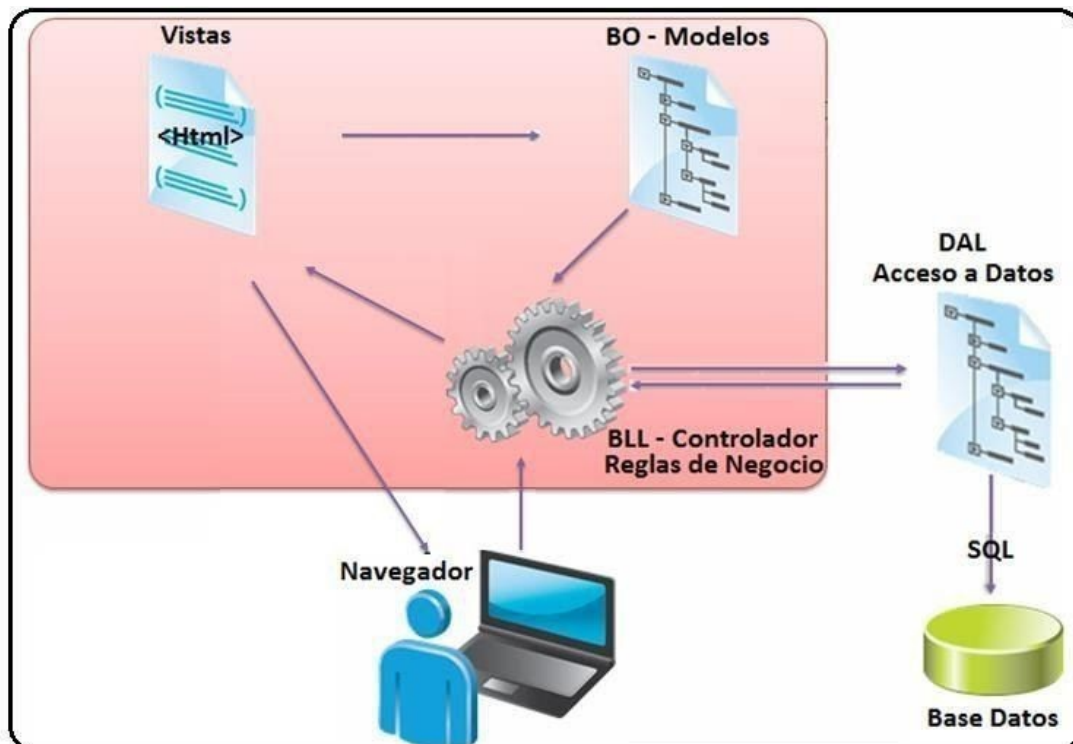 Vistas
BO - Modelos
<Html>
DAL
Acceso a Datos
BLL - Controlador
Reglas de Negocio
SQL
Navegador
Base Datos